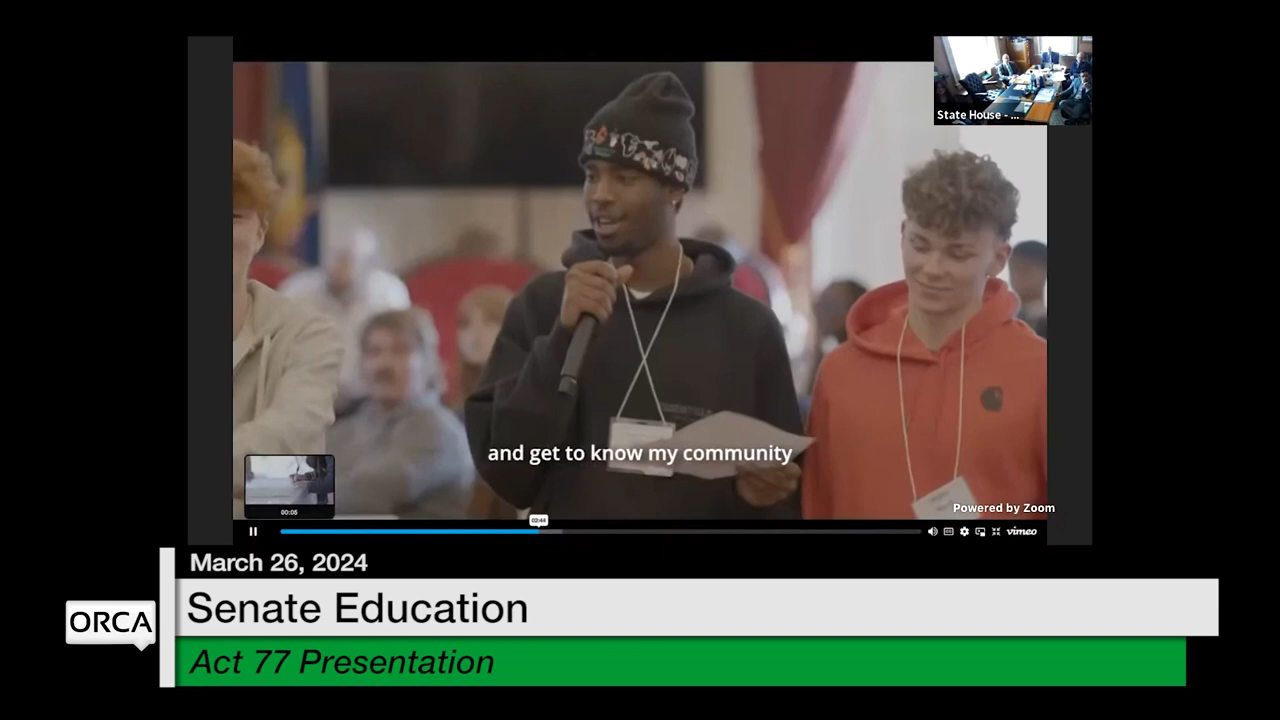 State House - ...
and get to know my community
00:05
02:44
Powered by Zoom
vimeo
March 26, 2024
Senate Education
ORCA
Act 77 Presentation